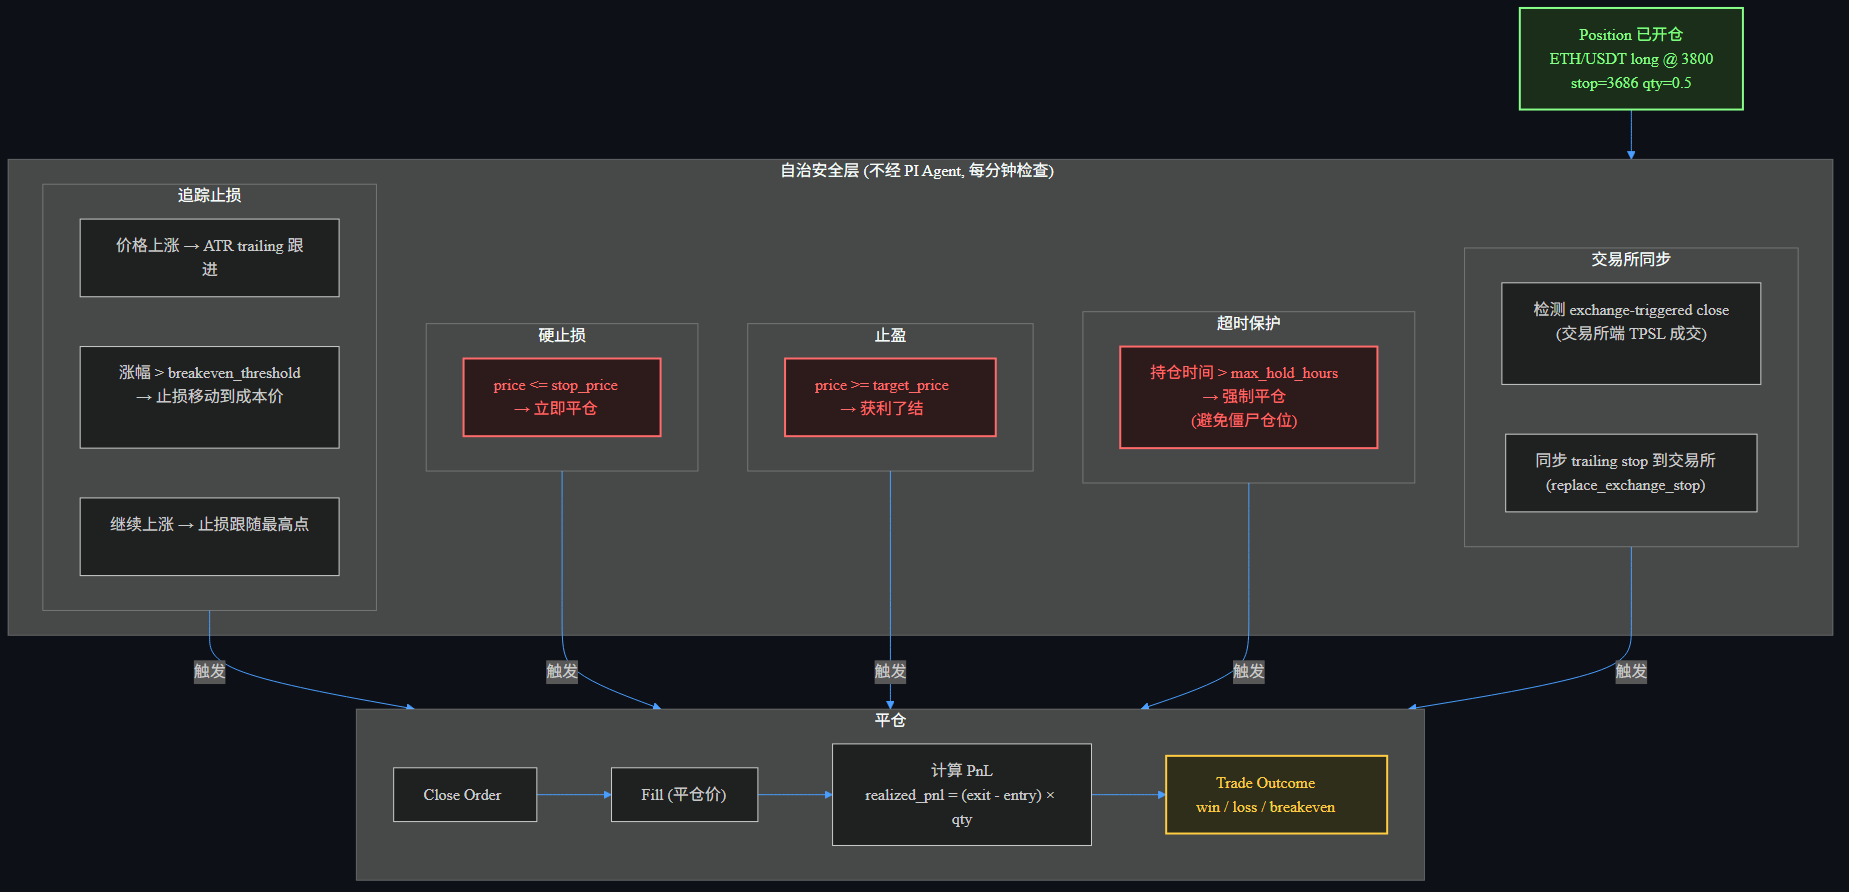 Position 已开仓
ETH/USDT long @ 3800
stop=3686 qty=0.5
自治安全层 (不经 PI Agent, 每分钟检查)
追踪止损
价格上涨 → ATR trailing 跟
进
涨幅 > breakeven_threshold
→ 止损移动到成本价
继续上涨 → 止损跟随最高点
硬止损
price <= stop_price
→ 立即平仓
止盈
price >= target_price
→ 获利了结
超时保护
持仓时间 > max_hold_hours
→ 强制平仓
(避免僵尸仓位)
交易所同步
检测 exchange-triggered close
(交易所端 TPSL 成交)
同步 trailing stop 到交易所
(replace_exchange_stop)
触发
触发
触发
触发
触发
平仓
Close Order
Fill (平仓价)
计算 PnL
realized_pnl = (exit - entry) ×
qty
Trade Outcome
win / loss / breakeven